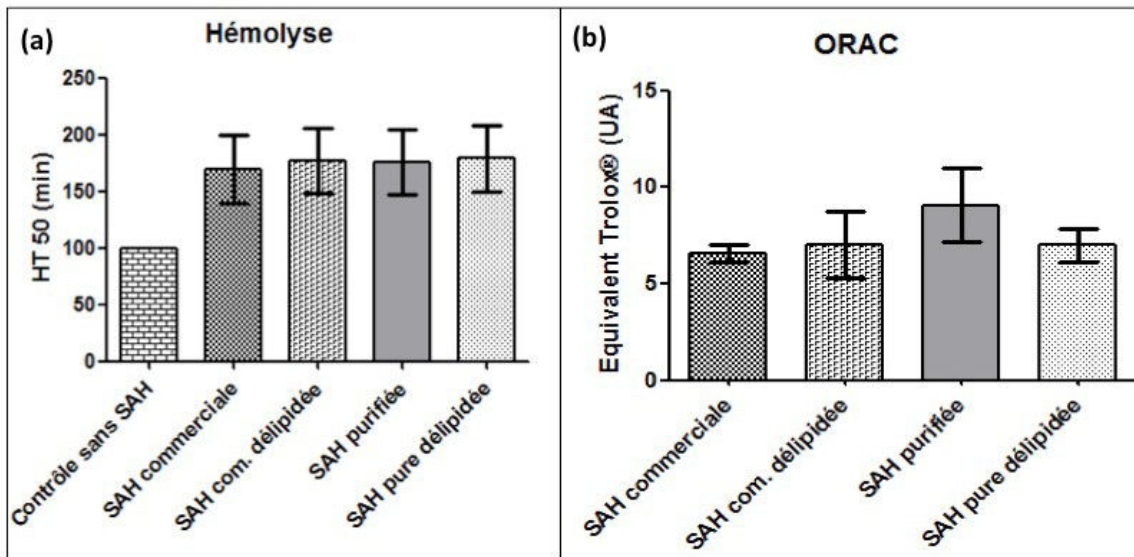 (a)
Hémolyse
HT 50 (min)
250
200
150
100
50
0
Contrôle sans SAH
SAH commerciale
SAH com. délipidée
SAH purifiée
SAH pure délipidée
(b)
ORAC
Equivalent Trolox® (UA)
15
10
5
0
SAH commerciale
SAH com. délipidée
SAH purifiée
SAH pure délipidée